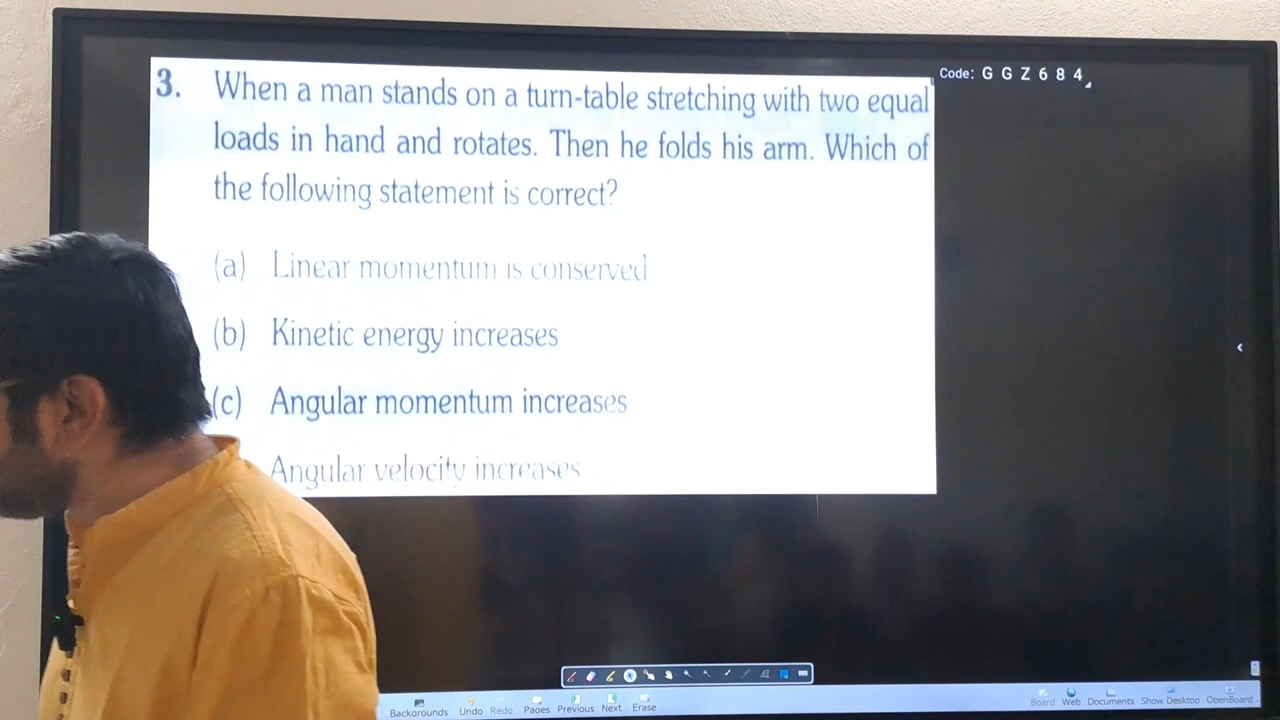 Code: G G Z 6 8 4
3. When a man stands on a turn-table stretching with two equal
loads in hand and rotates. Then he folds his arm. Which of
the following statement is correct?
(a) Linear momentum is conserved
(b) Kinetic energy increases
(c) Angular momentum increases
Angular velocity increases
Backgrounds Undo Redo Pages Previous Next Erase
Board Web Documents Show Desktop OpenBoard